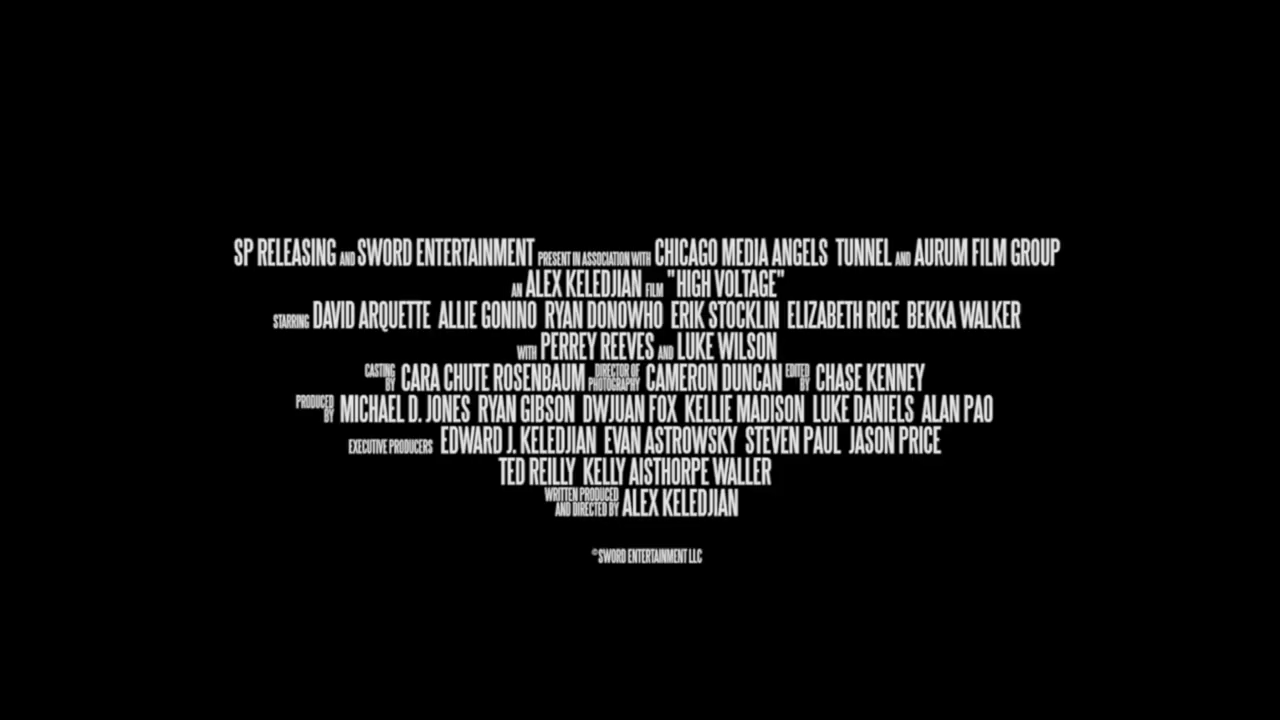 SP RELEASING AND SWORD ENTERTAINMENT PRESENT IN ASSOCIATION WITH CHICAGO MEDIA ANGELS TUNNEL AND AURUM FILM GROUP
AN ALEX KELEDJIAN FILM "HIGH VOLTAGE"
STARRING DAVID ARQUETTE ALLIE GONINO RYAN DONOWHO ERIK STOCKLIN ELIZABETH RICE BEKKA WALKER
WITH PERREY REEVES AND LUKE WILSON
CASTING BY CARA CHUTE ROSENBAUM DIRECTOR OF PHOTOGRAPHY CAMERON DUNCAN EDITED BY CHASE KENNEY
PRODUCED BY MICHAEL D. JONES RYAN GIBSON DWJUAN FOX KELLIE MADISON LUKE DANIELS ALAN PAO
EXECUTIVE PRODUCERS EDWARD J. KELEDJIAN EVAN ASTROWSKY STEVEN PAUL JASON PRICE
TED REILLY KELLY AISTHORPE WALLER
WRITTEN PRODUCED AND DIRECTED BY ALEX KELEDJIAN
©SWORD ENTERTAINMENT LLC